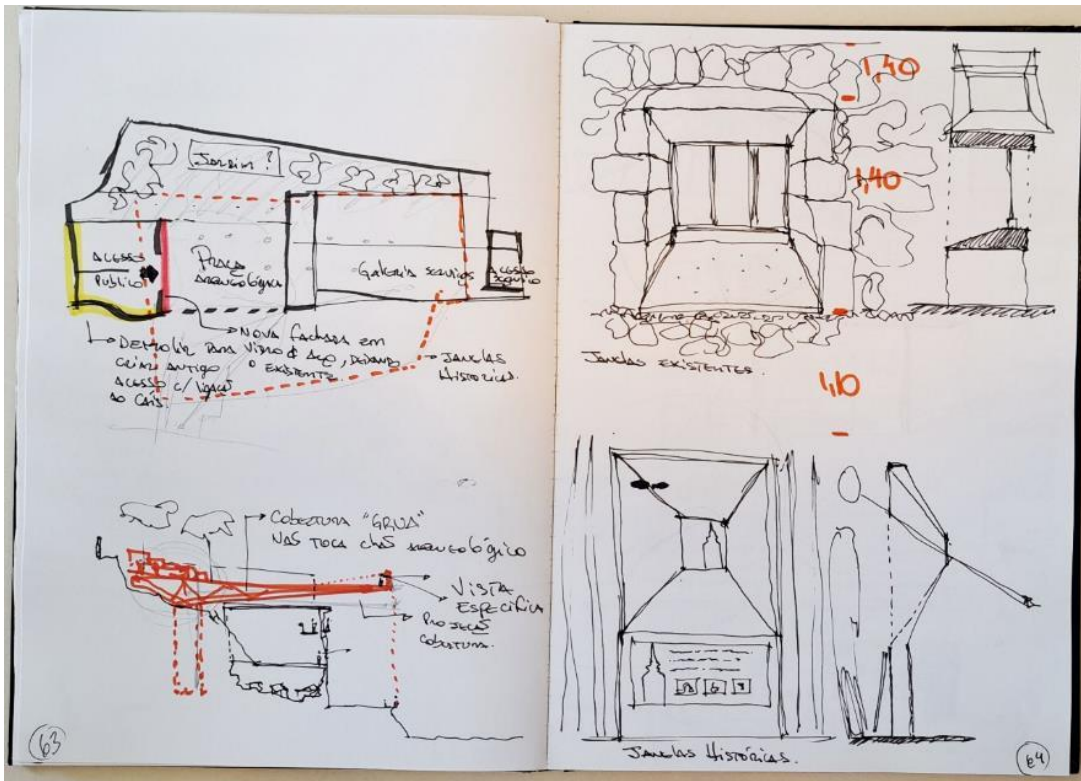 JARDIM ?
ACESSO
PÚBLICO
PRAÇA
ARQUEOLÓGICA
GALERIA SERVIÇOS
ACESSO
SERVIÇO
DEMOLIR PARA
CRIAR ANTIGO
ACESSO C/ LIGAÇÃO
AO CAIS.
NOVA FACHADA EM
VIDRO E AÇO, DEIXANDO
O EXISTENTE.
JANELAS
HISTÓRICAS.
COBERTURA "GRUA"
NÃO TOCA CHÃO ARQUEOLÓGICO
VISTA
ESPECÍFICA
PROJEÇÃO
COBERTURA.
63
1,40
1,40
JANELAS EXISTENTES.
1,10
JANELAS HISTÓRICAS.
64